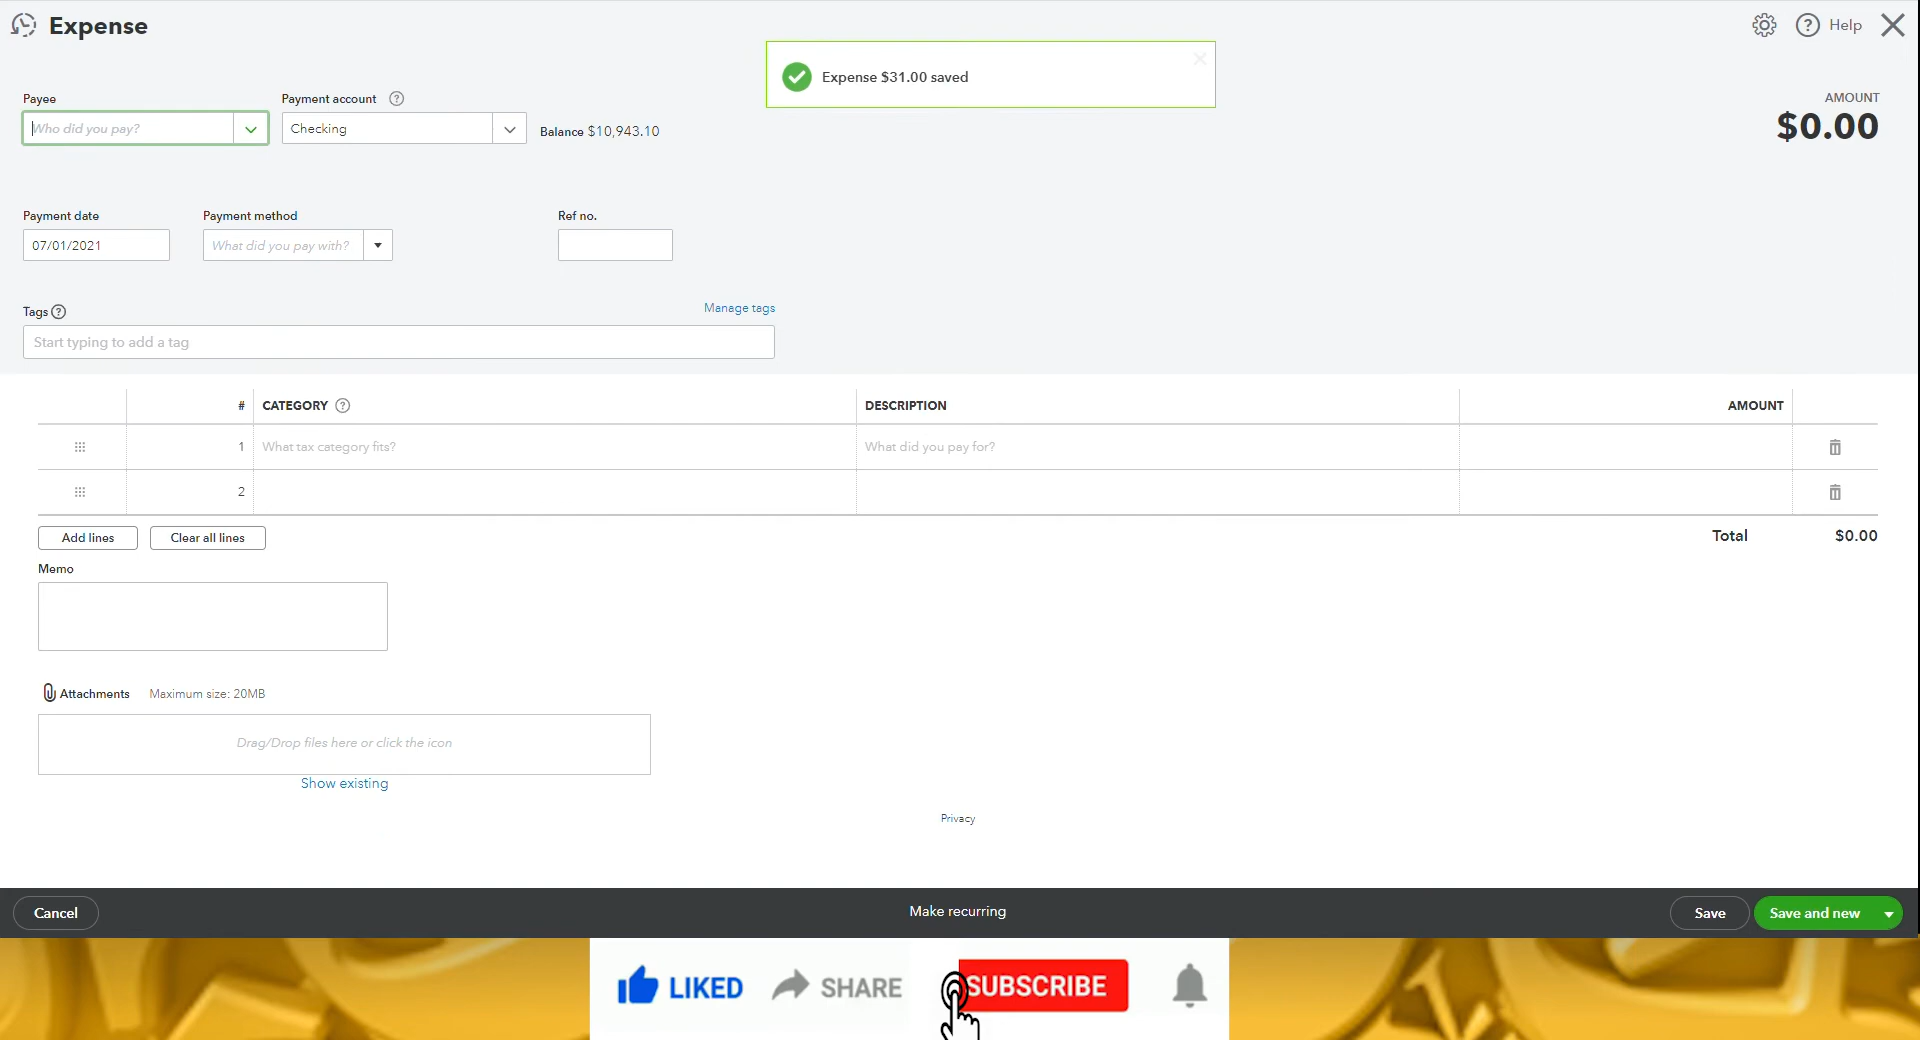 Expense
Help
Expense $31.00 saved
Payee
Payment account
AMOUNT
Who did you pay?
Checking
Balance $10,943.10
$0.00
Payment date
Payment method
Ref no.
07/01/2021
What did you pay with?
Tags
Manage tags
Start typing to add a tag
# CATEGORY DESCRIPTION AMOUNT
1 What tax category fits? What did you pay for?
2
Add lines Clear all lines Total $0.00
Memo
Attachments Maximum size: 20MB
Drag/Drop files here or click the icon
Show existing
Privacy
Cancel Make recurring Save Save and new
LIKED SHARE SUBSCRIBE